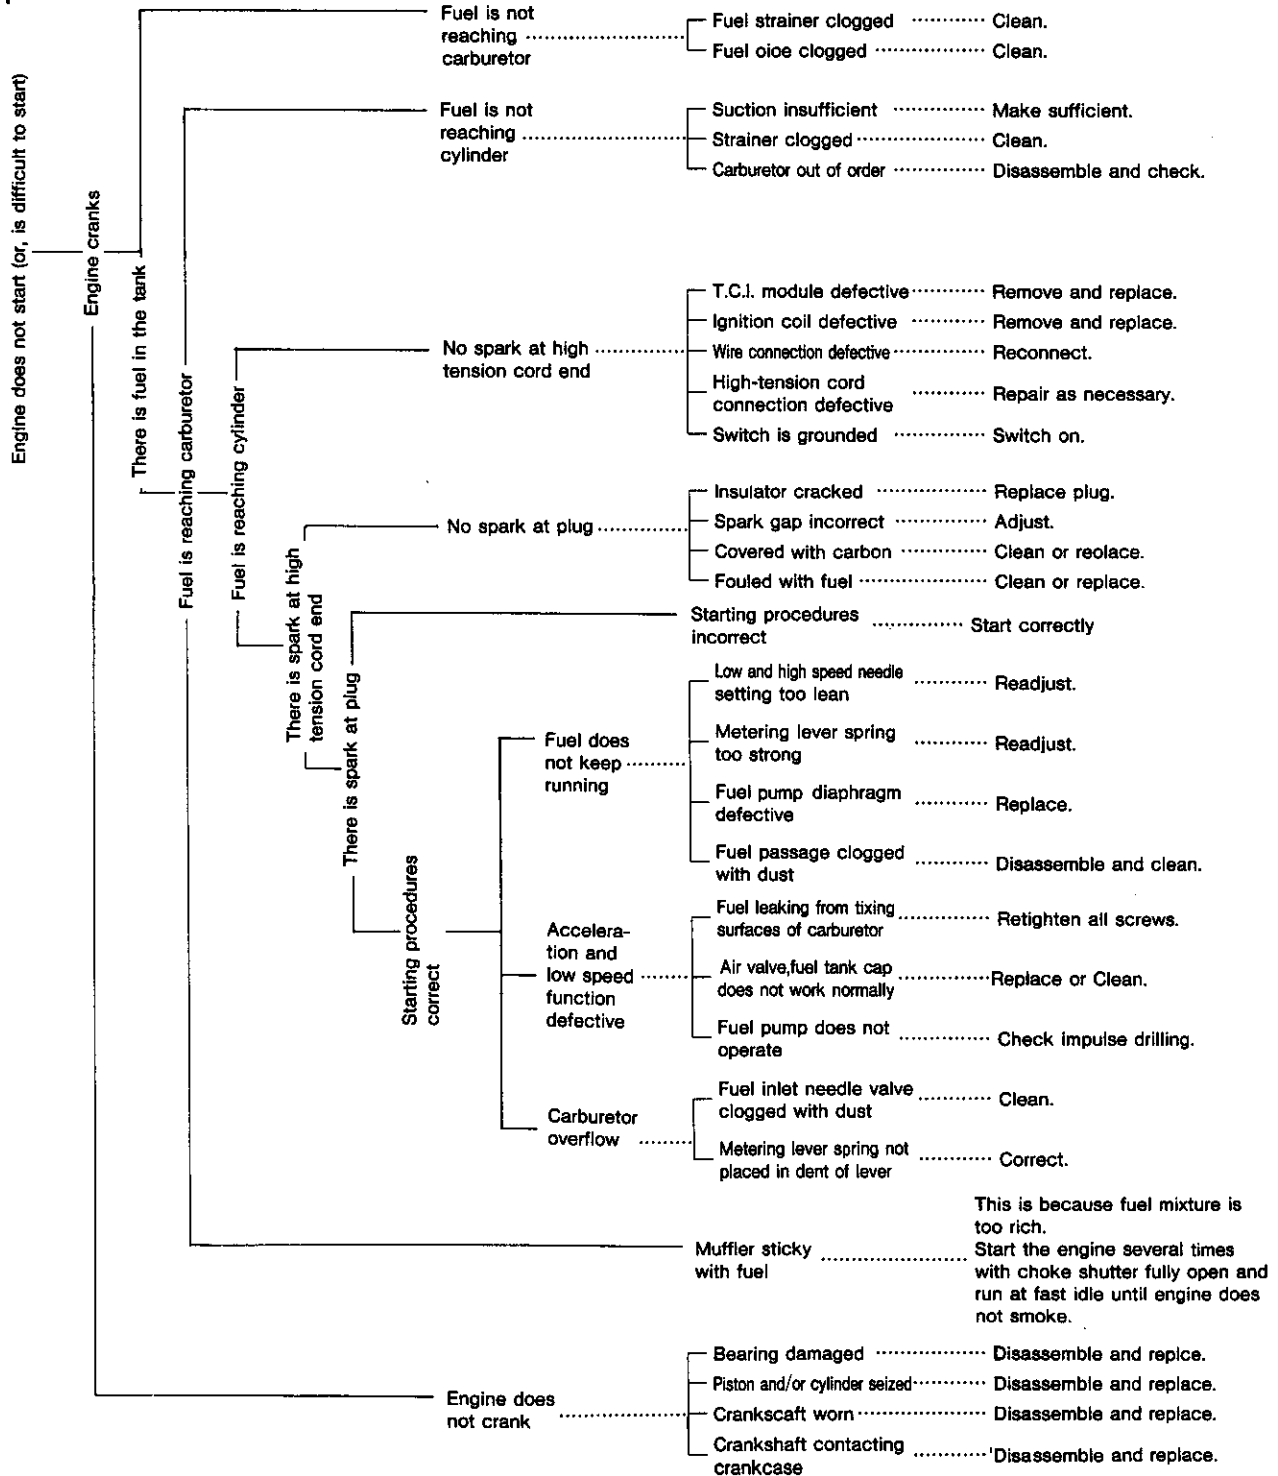 Engine does not start (or, is difficult to start)
Engine cranks
There is fuel in the tank
Fuel is reaching carburetor
Fuel is reaching cylinder
There is spark at high
tension cord end
There is spark at plug
Starting procedures
correct
Fuel is not
reaching
carburetor
Fuel strainer clogged
Clean.
Fuel oioe clogged
Clean.
Fuel is not
reaching
cylinder
Suction insufficient
Make sufficient.
Strainer clogged
Clean.
Carburetor out of order
Disassemble and check.
No spark at high
tension cord end
T.C.I. module defective
Remove and replace.
Ignition coil defective
Remove and replace.
Wire connection defective
Reconnect.
High-tension cord
connection defective
Repair as necessary.
Switch is grounded
Switch on.
No spark at plug
Insulator cracked
Replace plug.
Spark gap incorrect
Adjust.
Covered with carbon
Clean or reolace.
Fouled with fuel
Clean or replace.
Starting procedures
incorrect
Start correctly
Fuel does
not keep
running
Low and high speed needle
setting too lean
Readjust.
Metering lever spring
too strong
Readjust.
Fuel pump diaphragm
defective
Replace.
Fuel passage clogged
with dust
Disassemble and clean.
Accelera-
tion and
low speed
function
defective
Fuel leaking from tixing
surfaces of carburetor
Retighten all screws.
Air valve,fuel tank cap
does not work normally
Replace or Clean.
Fuel pump does not
operate
Check impulse drilling.
Carburetor
overflow
Fuel inlet needle valve
clogged with dust
Clean.
Metering lever spring not
placed in dent of lever
Correct.
Muffler sticky
with fuel
This is because fuel mixture is
too rich.
Start the engine several times
with choke shutter fully open and
run at fast idle until engine does
not smoke.
Engine does
not crank
Bearing damaged
Disassemble and replce.
Piston and/or cylinder seized
Disassemble and replace.
Crankscaft worn
Disassemble and replace.
Crankshaft contacting
crankcase
Disassemble and replace.